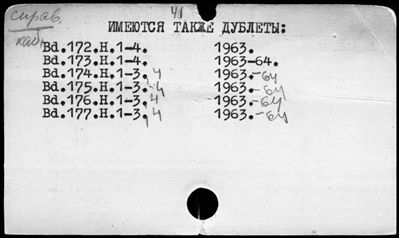 справ.
каб.
41
ИМЕЮТСЯ ТАКЖЕ ДУБЛЕТЫ:
Bd.172.H.1-4. 1963.
Bd.173.H.1-4. 1963-64.
Bd.174.H.1-3,4 1963.-64
Bd.175.H.1-3.-4 1963.-64
Bd.176.H.1-3,4 1963.-64
Bd.177.H.1-3,4 1963.-64